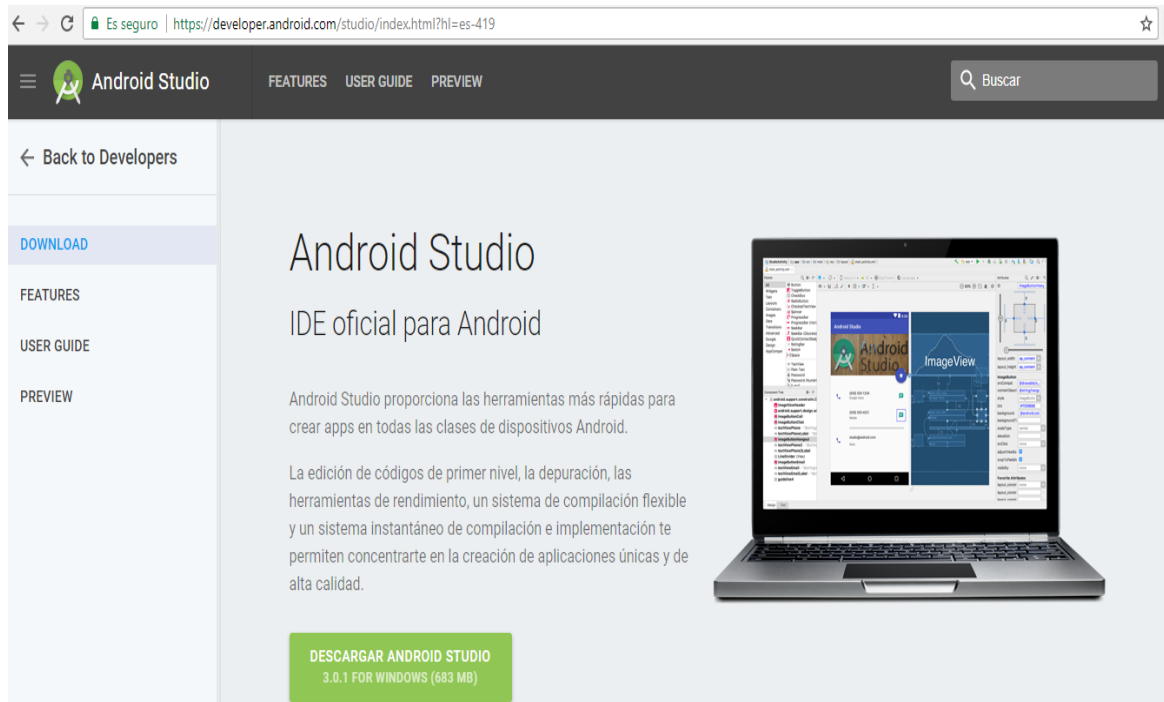 Es seguro | https://developer.android.com/studio/index.html?hl=es-419
Android Studio
FEATURES USER GUIDE PREVIEW
Buscar
Back to Developers
DOWNLOAD
FEATURES
USER GUIDE
PREVIEW
Android Studio
IDE oficial para Android
Android Studio proporciona las herramientas más rápidas para
crear apps en todas las clases de dispositivos Android.
La edición de códigos de primer nivel, la depuración, las
herramientas de rendimiento, un sistema de compilación flexible
y un sistema instantáneo de compilación e implementación te
permiten concentrarte en la creación de aplicaciones únicas y de
alta calidad.
DESCARGAR ANDROID STUDIO
3.0.1 FOR WINDOWS (683 MB)
Android Studio
Android
Studio
ImageView